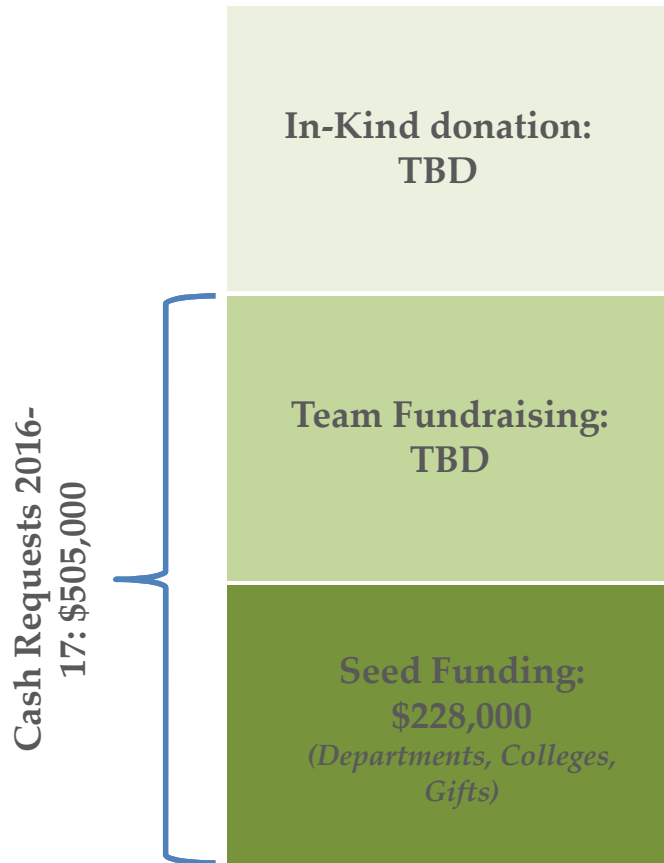 In-Kind donation:
TBD
Team Fundraising:
TBD
Cash Requests 2016-
17: $505,000
Seed Funding:
$228,000
(Departments, Colleges,
Gifts)